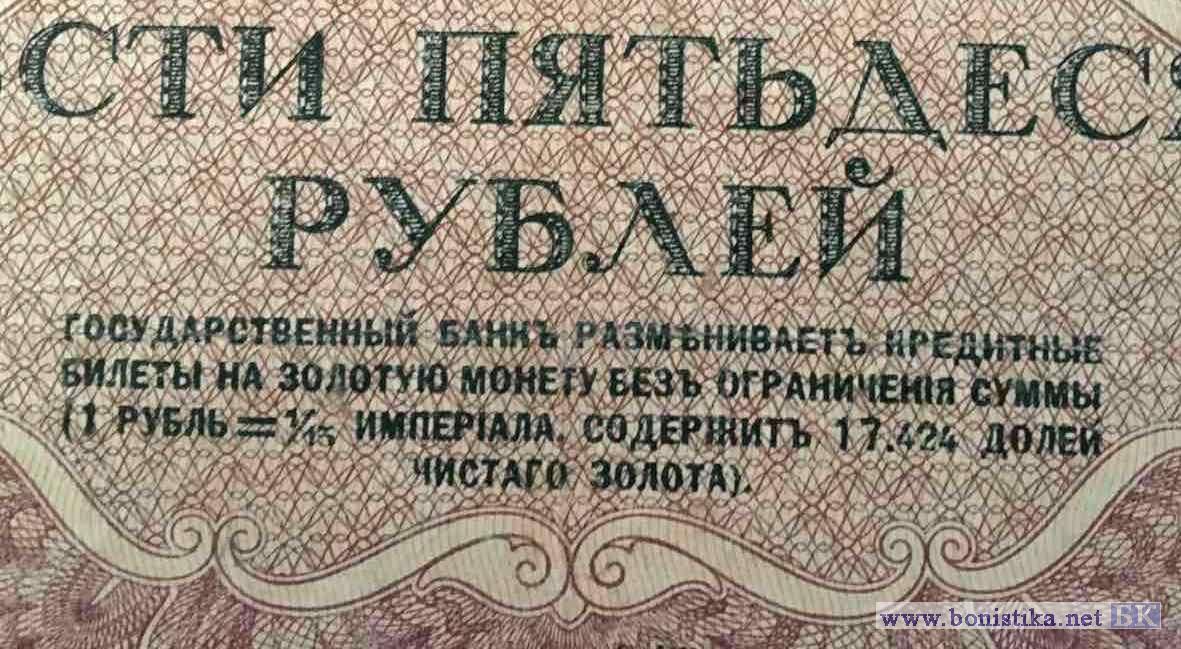 СТИ ПЯТЬДЕС
РУБЛЕЙ
ГОСУДАРСТВЕННЫЙ БАНКЪ РАЗМѢНИВАЕТЪ КРЕДИТНЫЕ
БИЛЕТЫ НА ЗОЛОТУЮ МОНЕТУ БЕЗЪ ОГРАНИЧЕНІЯ СУММЫ
(1 РУБЛЬ = 1/15 ИМПЕРІАЛА, СОДЕРЖИТЪ 17.424 ДОЛЕЙ
ЧИСТАГО ЗОЛОТА).
www.bonistika.net БК